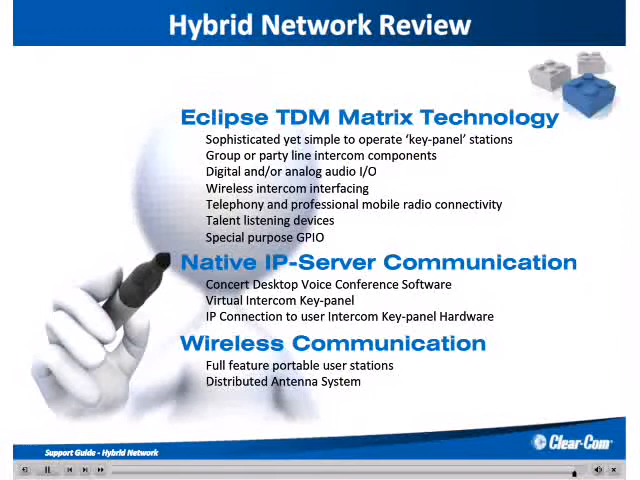 Hybrid Network Review
Eclipse TDM Matrix Technology
Sophisticated yet simple to operate ‘key-panel’ stations
Group or party line intercom components
Digital and/or analog audio I/O
Wireless intercom interfacing
Telephony and professional mobile radio connectivity
Talent listening devices
Special purpose GPIO
Native IP-Server Communication
Concert Desktop Voice Conference Software
Virtual Intercom Key-panel
IP Connection to user Intercom Key-panel Hardware
Wireless Communication
Full feature portable user stations
Distributed Antenna System
Support Guide - Hybrid Network
Clear-Com